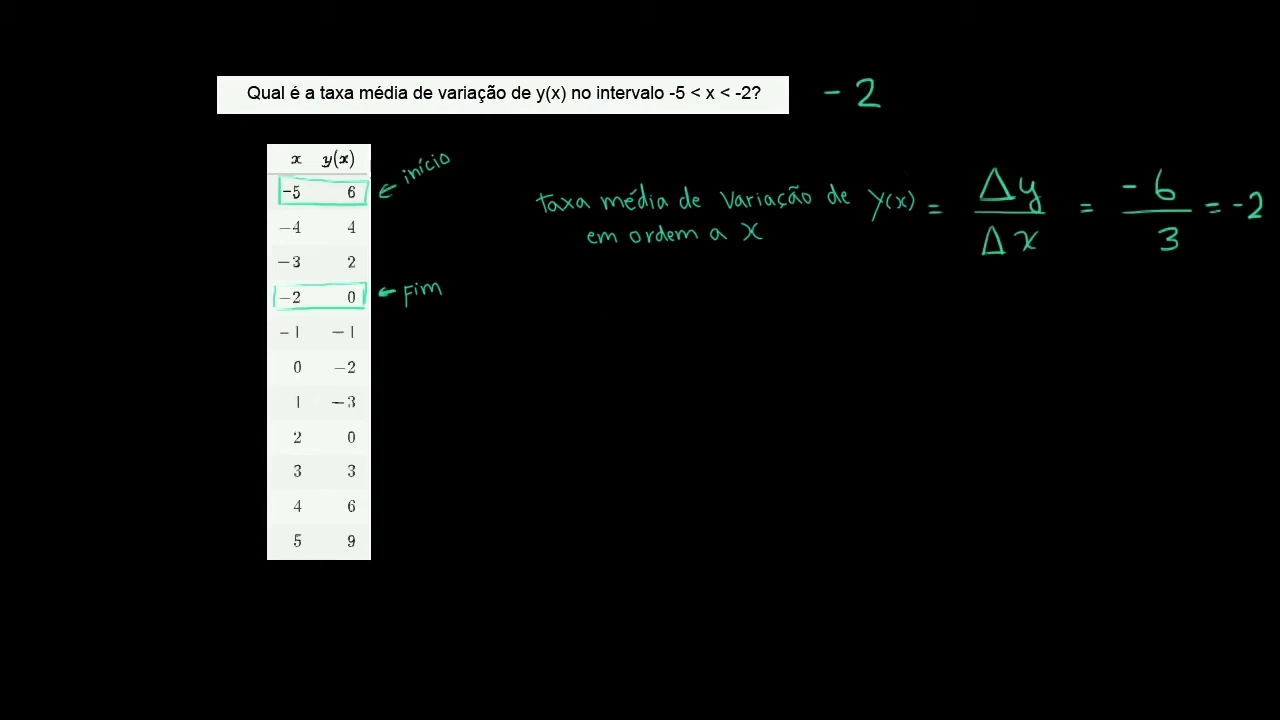 Qual é a taxa média de variação de y(x) no intervalo -5 < x < -2? - 2
x y(x)
-5 6 ← início
-4 4
-3 2
-2 0 ← Fim
-1 -1
0 -2
1 -3
2 0
3 3
4 6
5 9
taxa média de variação de y(x) = Δy / Δx = -6 / 3 = -2
em ordem a x